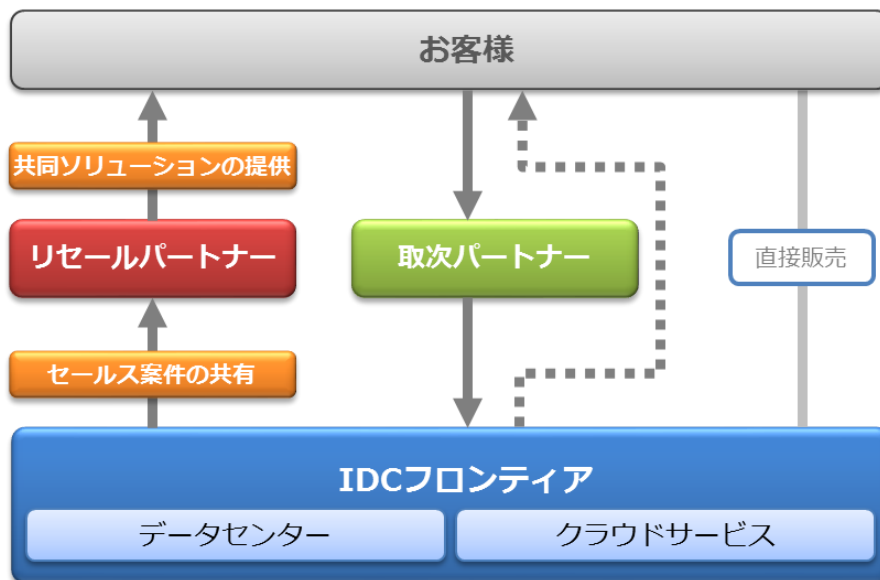 お客様
共同ソリューションの提供
リセールパートナー
取次パートナー
直接販売
セールス案件の共有
IDCフロンティア
データセンター
クラウドサービス